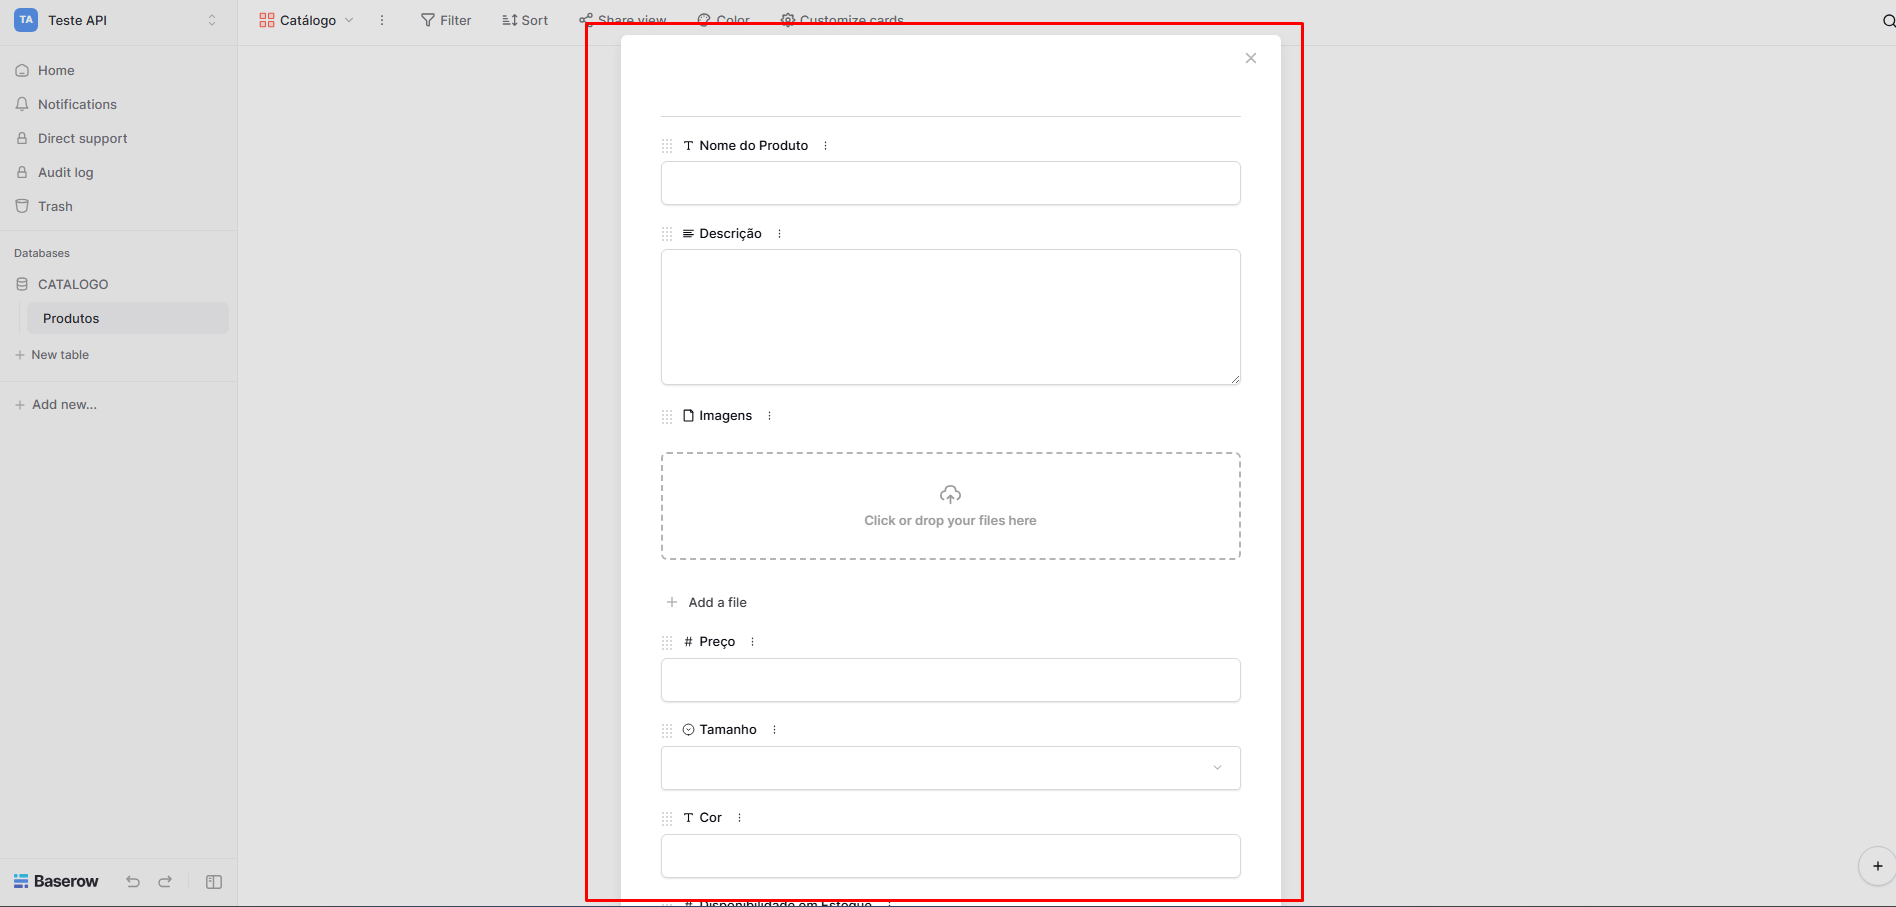 TA Teste API
Catálogo Filter Sort Share view Color Customize cards
Home
Notifications
Direct support
Audit log
Trash
Databases
CATALOGO
Produtos
New table
Add new...
Baserow
Nome do Produto
Descrição
Imagens
Click or drop your files here
Add a file
Preço
Tamanho
Cor
Disponibilidade em Estoque